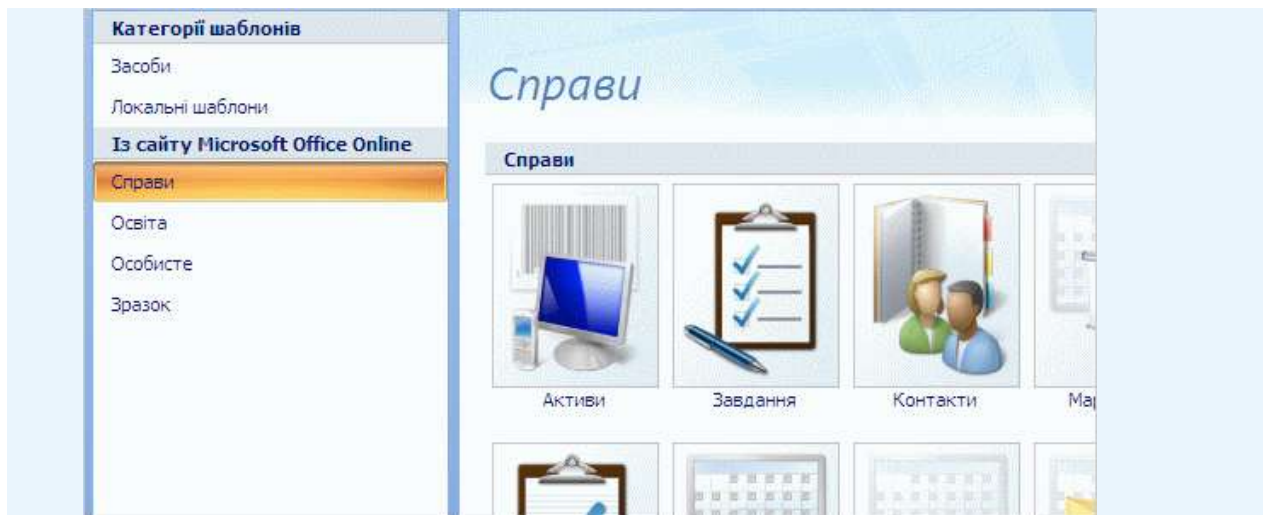 Категорії шаблонів
Засоби
Локальні шаблони
Із сайту Microsoft Office Online
Справи
Освіта
Особисте
Зразок
Справи
Справи
Активи
Завдання
Контакти